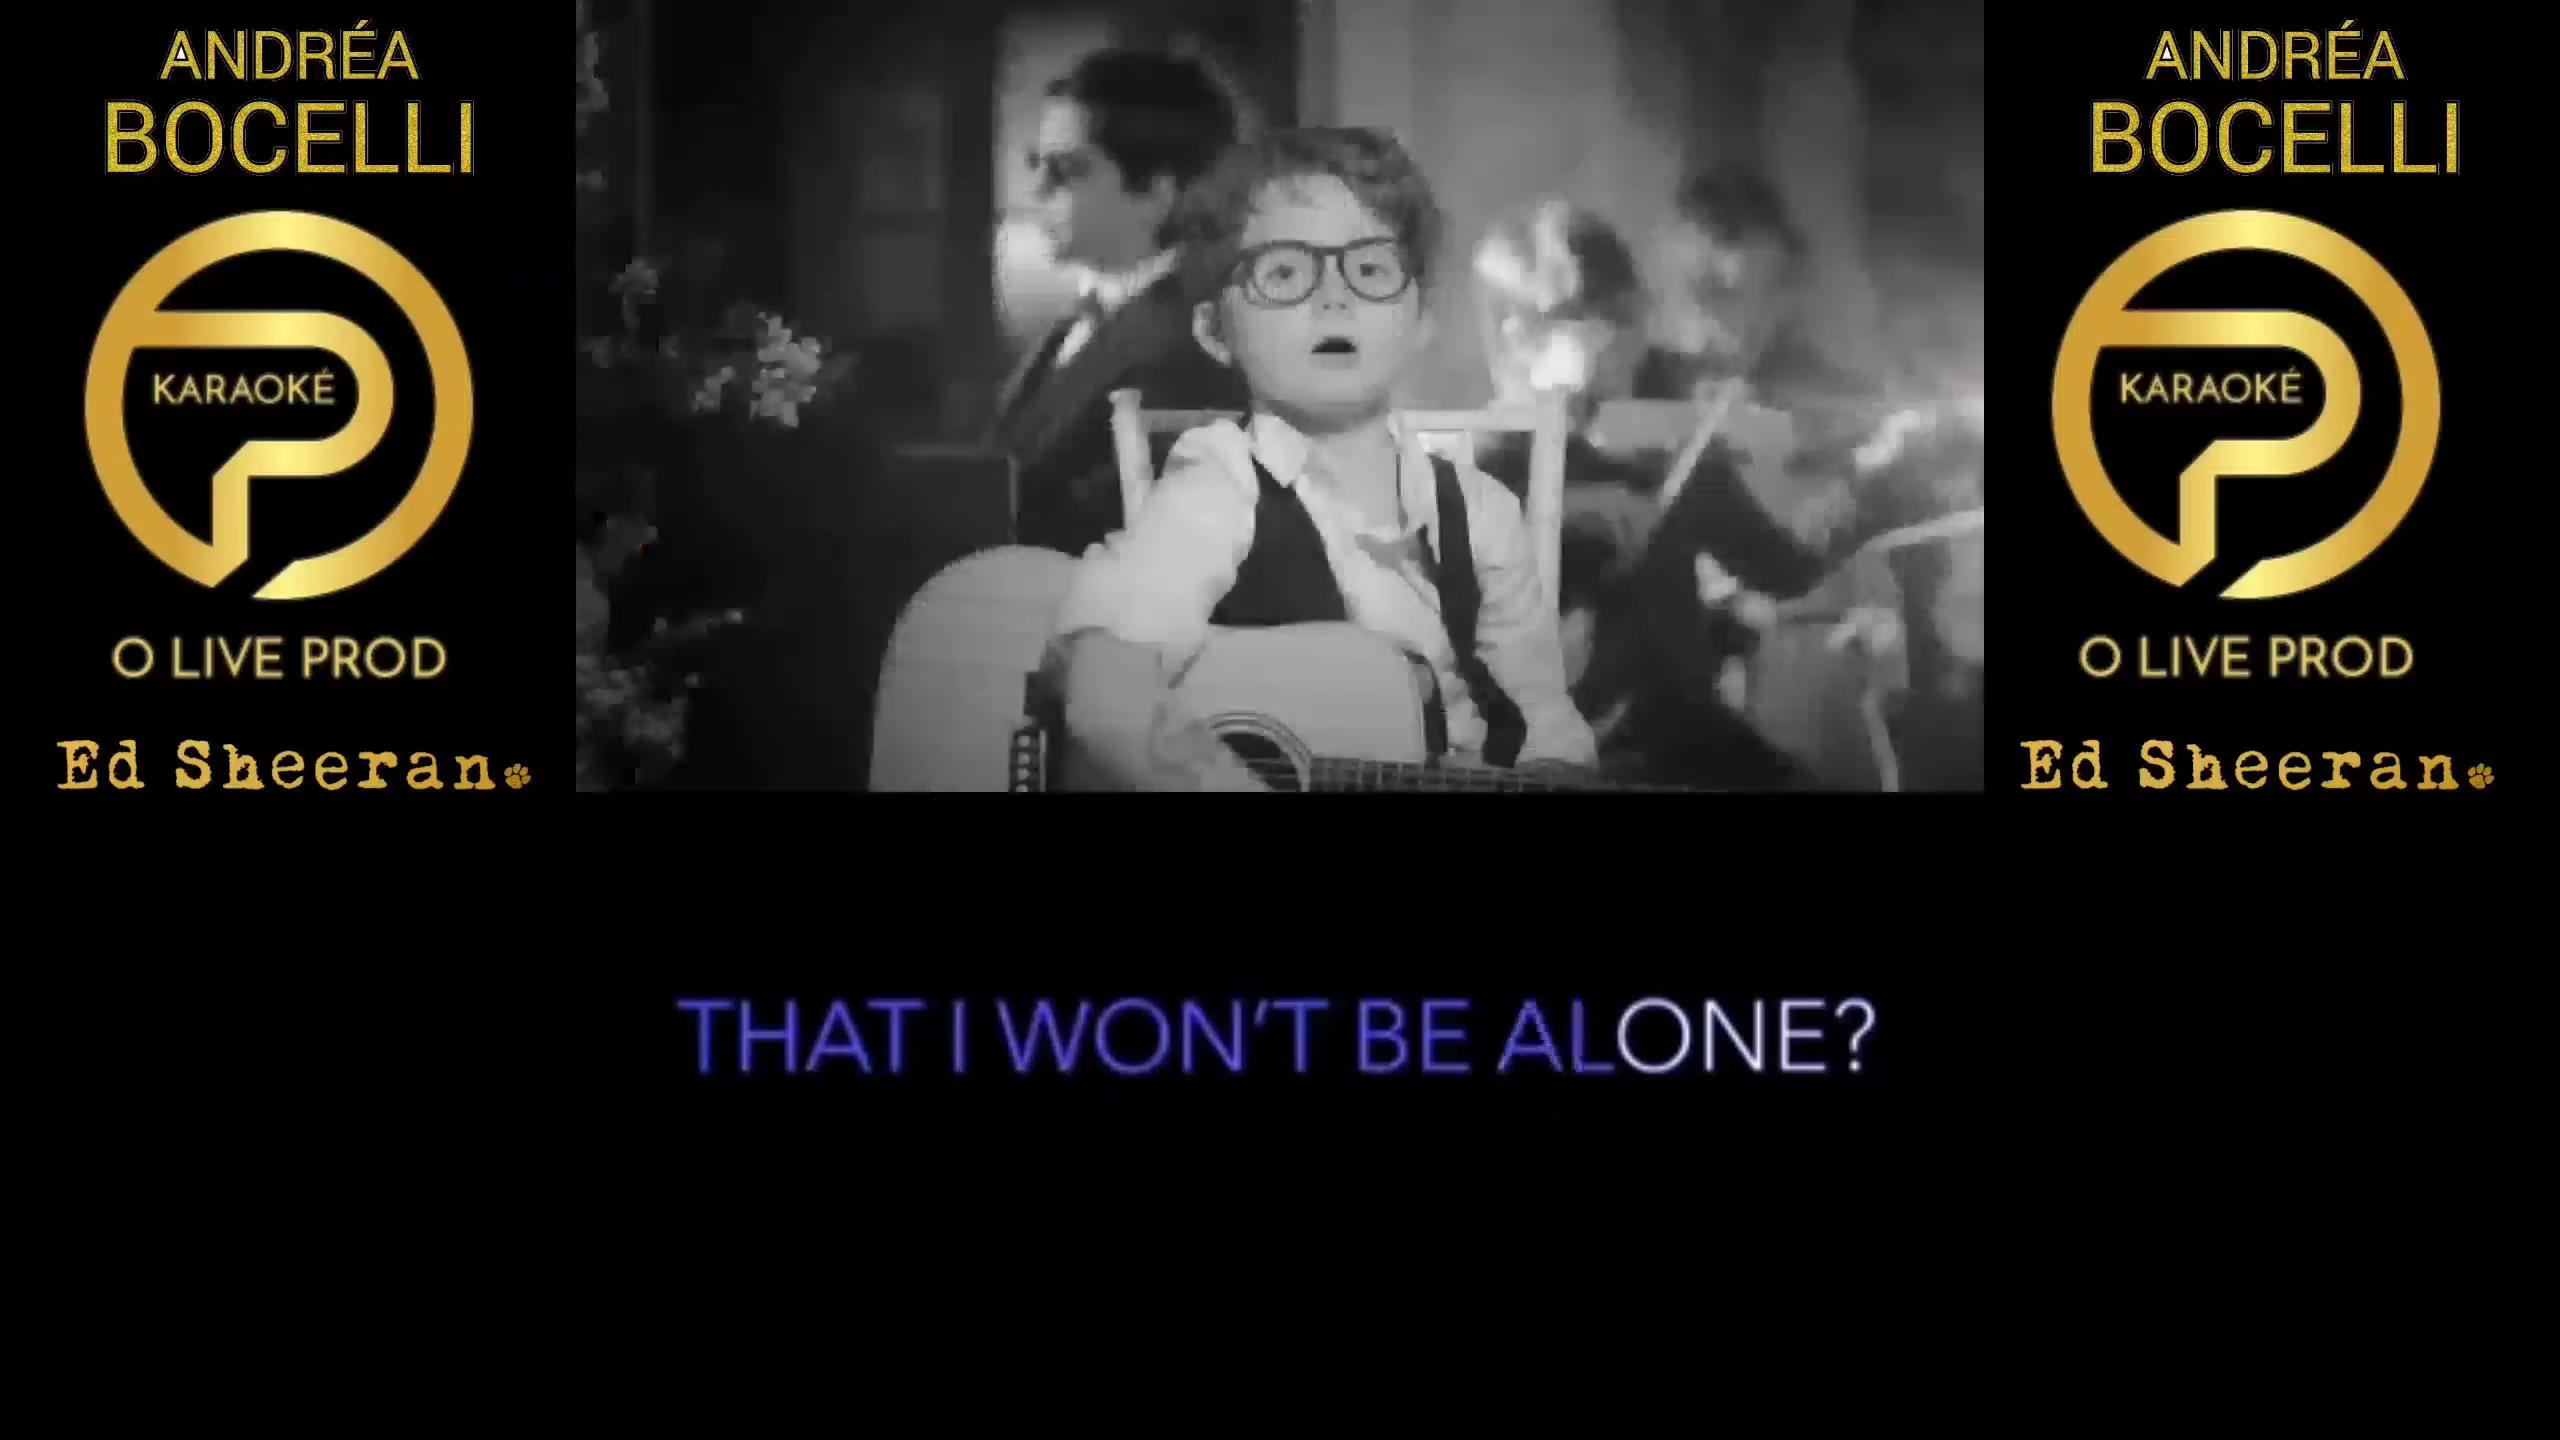 ANDRÉA
BOCELLI
KARAOKÉ
O LIVE PROD
Ed Sheeran
ANDRÉA
BOCELLI
KARAOKÉ
O LIVE PROD
Ed Sheeran
THAT I WON'T BE ALONE?